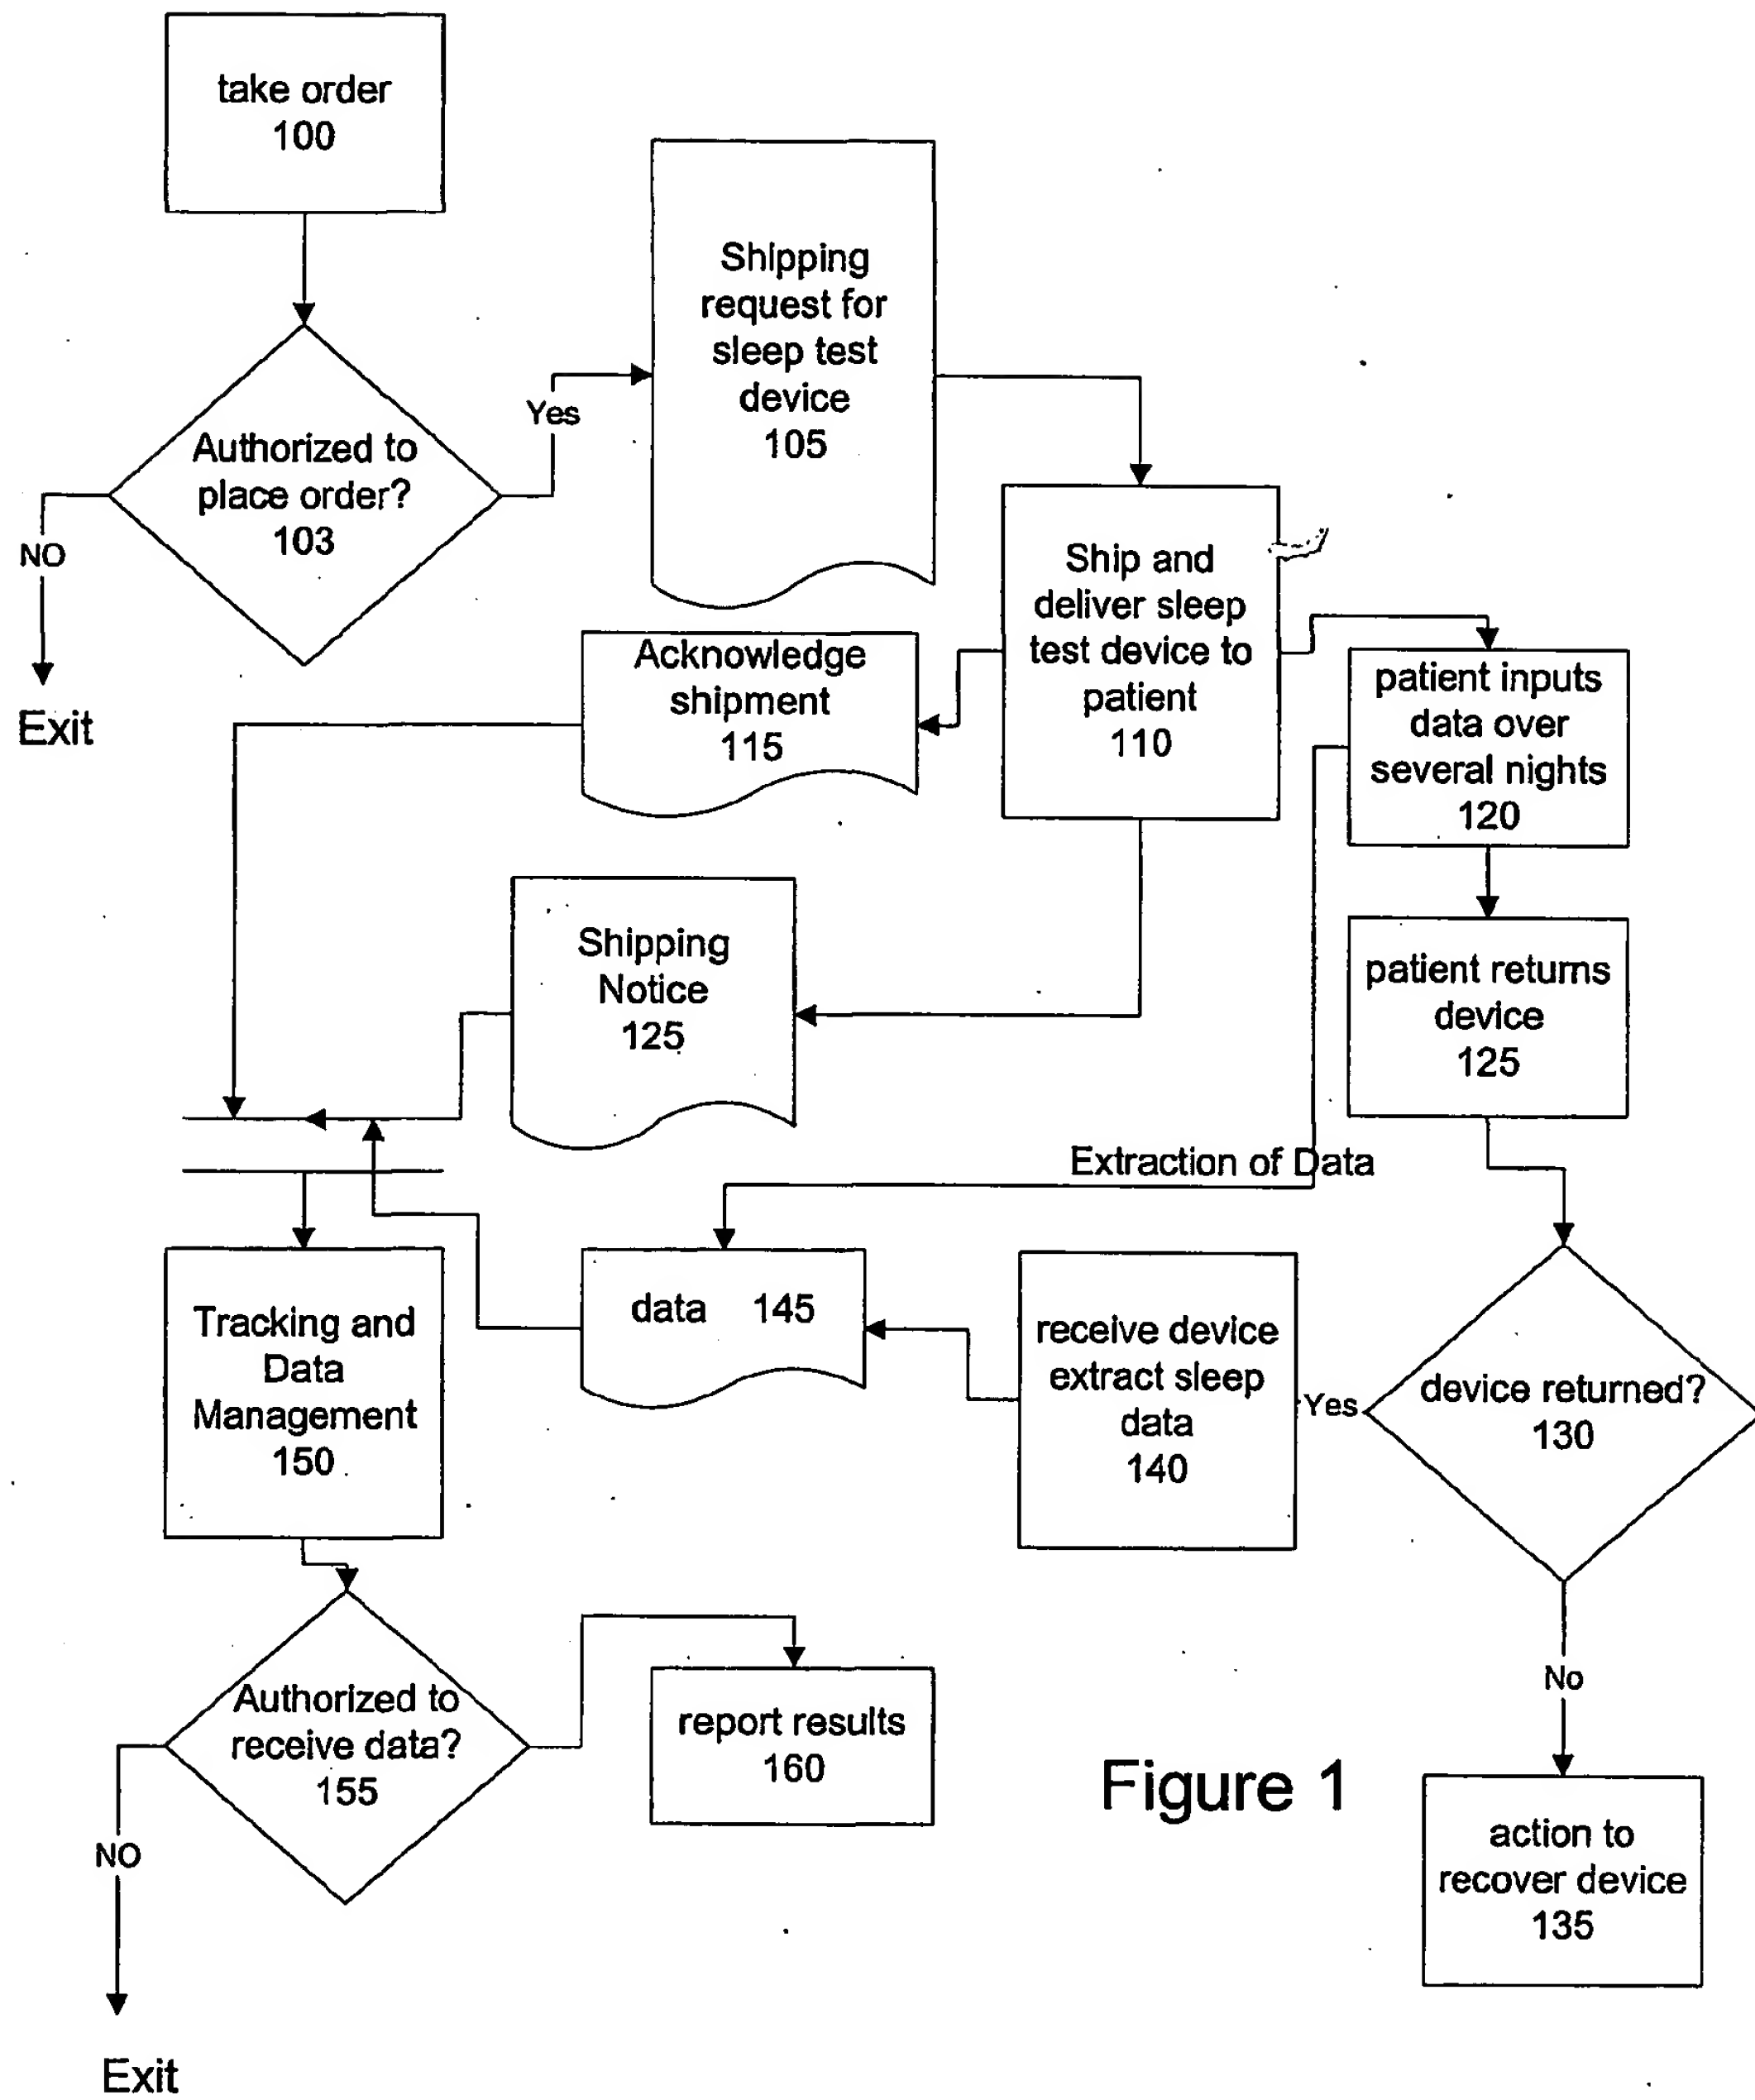 take order
100
Authorized to
place order?
103
NO
Exit
Yes
Shipping
request for
sleep test
device
105
Ship and
deliver sleep
test device to
patient
110
Acknowledge
shipment
115
patient inputs
data over
several nights
120
Shipping
Notice
125
patient returns
device
125
Extraction of Data
device returned?
130
Yes
No
receive device
extract sleep
data
140
data 145
Tracking and
Data
Management
150
Authorized to
receive data?
155
NO
Exit
report results
160
action to
recover device
135
Figure 1